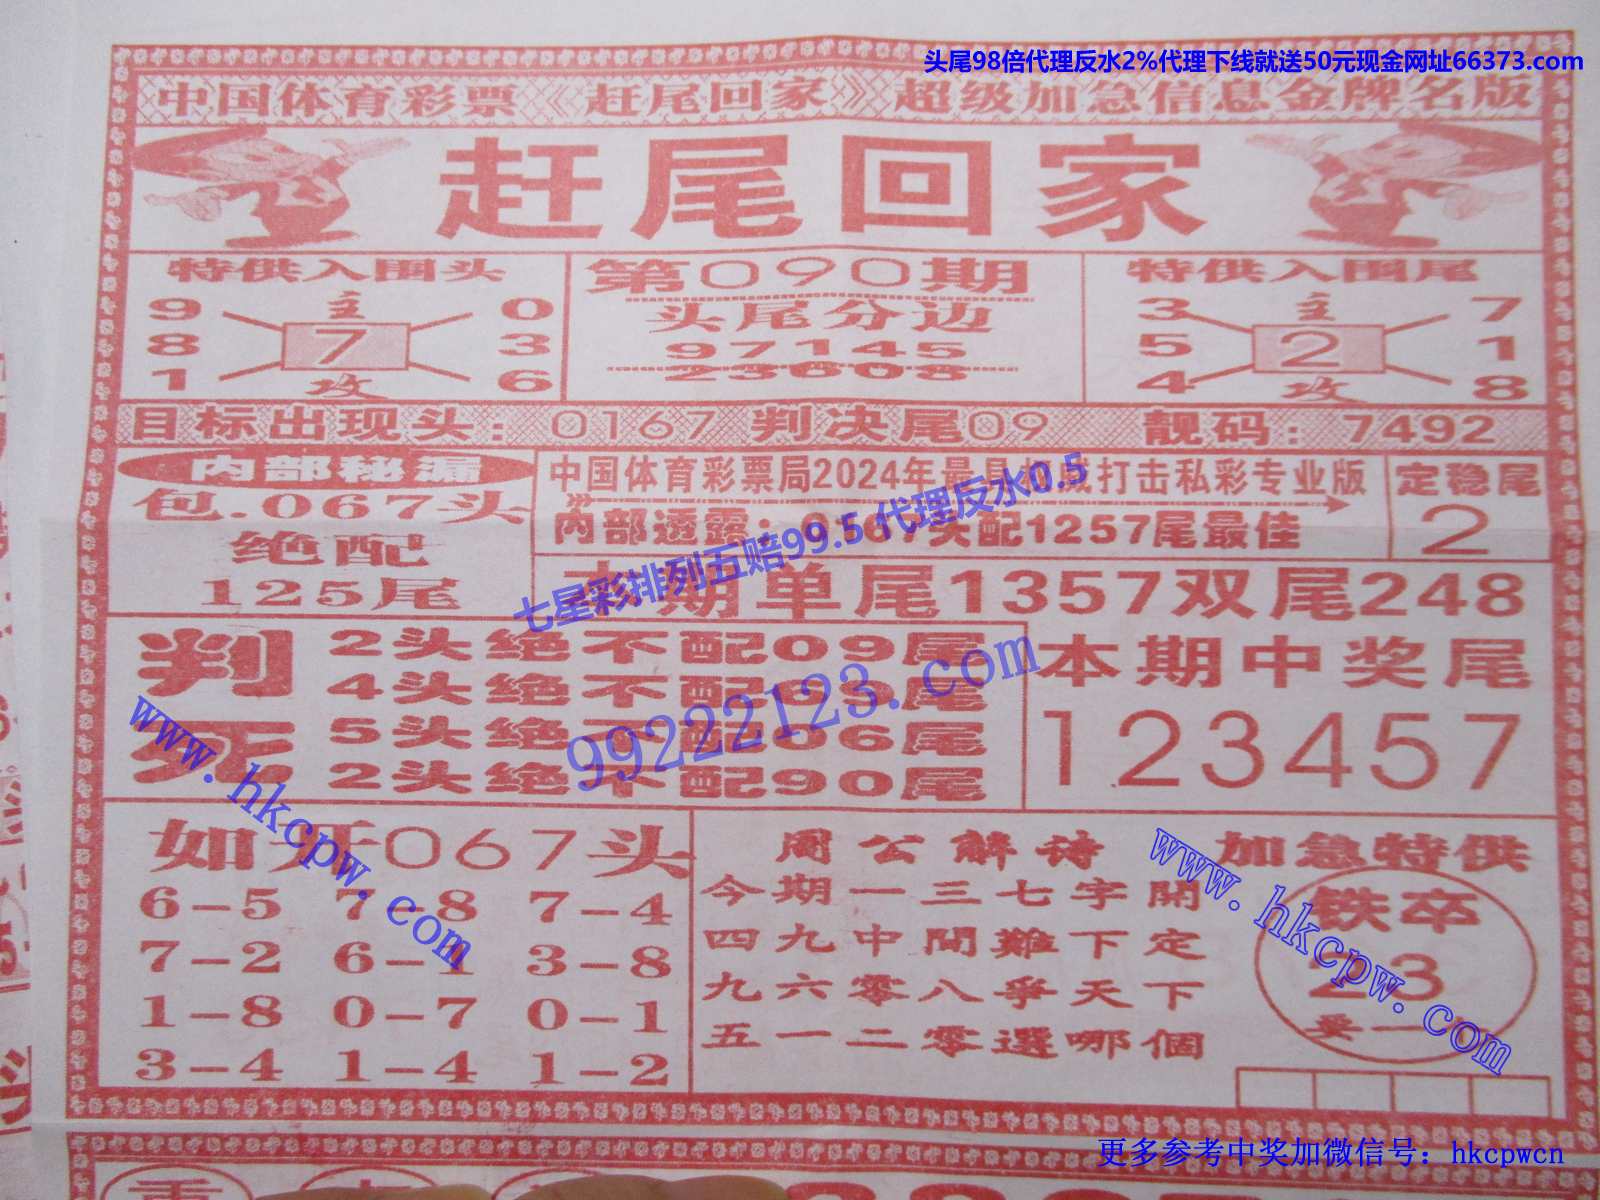 头尾98倍代理反水2%代理下线就送50元现金网址66373.com
中国体育彩票《赶尾回家》超级加急信息金牌名版
赶尾回家
特供入围头
9 主 0
8 7 3
1 攻 6
第090期
头尾分边
97145
23608
特供入围尾
3 主 7
5 2 1
4 攻 8
目标出现头：0167 判决尾09 靓码：7492
内部秘漏
包.067头
绝配
125尾
中国体育彩票局2024年最具权威打击私彩专业版
内部透露：0167头配1257尾最佳
定稳尾
2
本期单尾1357双尾248
七星彩排列五赔99.5 代理反水0.5
判死
2头绝不配09尾
4头绝不配69尾
5头绝不配06尾
2头绝不配90尾
99222123.com
本期中奖尾
123457
如开067头
6-5 7-8 7-4
7-2 6-1 3-8
1-8 0-7 0-1
3-4 1-4 1-2
周公解诗
今期一三七字開
四九中間難下定
九六零八爭天下
五一二零選哪個
加急特供
铁卒
23
www.hkcpw.com
www.hkcpw.com
更多参考中奖加微信号：hkcpwcn